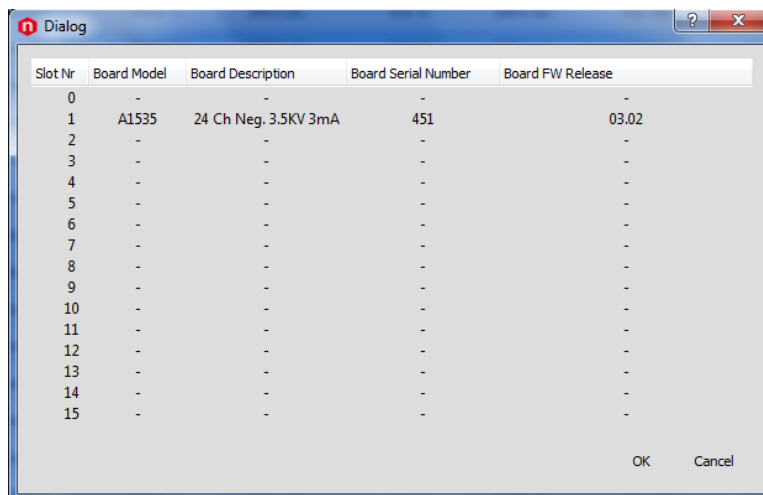 n Dialog ? X
Slot Nr Board Model Board Description Board Serial Number Board FW Release
0 - - - -
1 A1535 24 Ch Neg. 3.5KV 3mA 451 03.02
2 - - - -
3 - - - -
4 - - - -
5 - - - -
6 - - - -
7 - - - -
8 - - - -
9 - - - -
10 - - - -
11 - - - -
12 - - - -
13 - - - -
14 - - - -
15 - - - -
OK Cancel